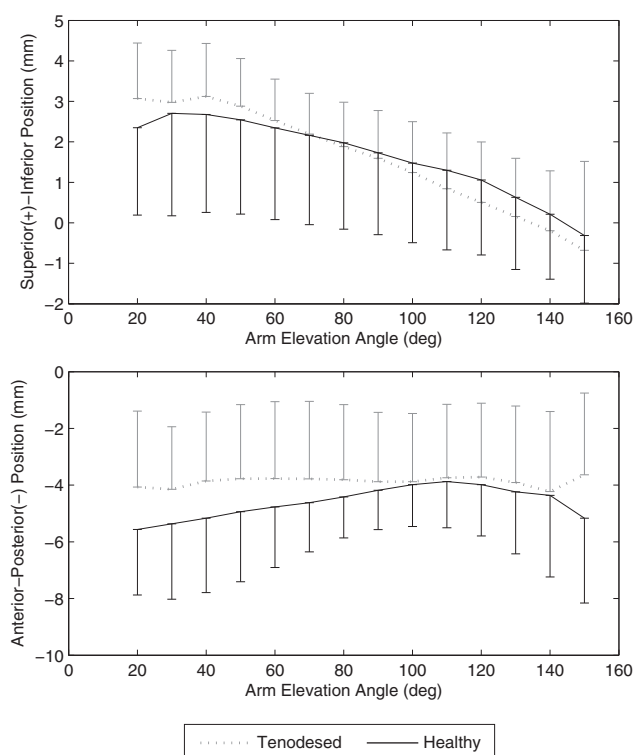 5
4
3
2
1
0
−1
−2
Superior(+)−Inferior Position (mm)
0 20 40 60 80 100 120 140 160
Arm Elevation Angle (deg)
0
−2
−4
−6
−8
−10
Anterior−Posterior(−) Position (mm)
0 20 40 60 80 100 120 140 160
Arm Elevation Angle (deg)
Tenodesed Healthy